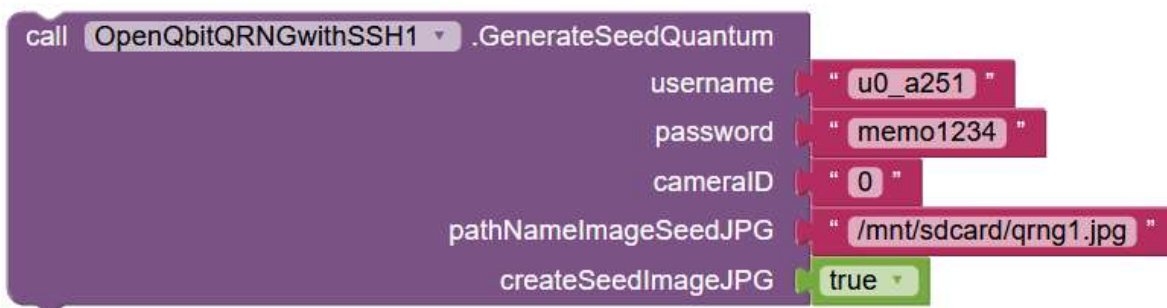 call OpenQbitQRNGwithSSH1 .GenerateSeedQuantum
username “ u0_a251 ”
password “ memo1234 ”
cameraID “ 0 ”
pathNameImageSeedJPG “ /mnt/sdcard/qrng1.jpg ”
createSeedImageJPG true